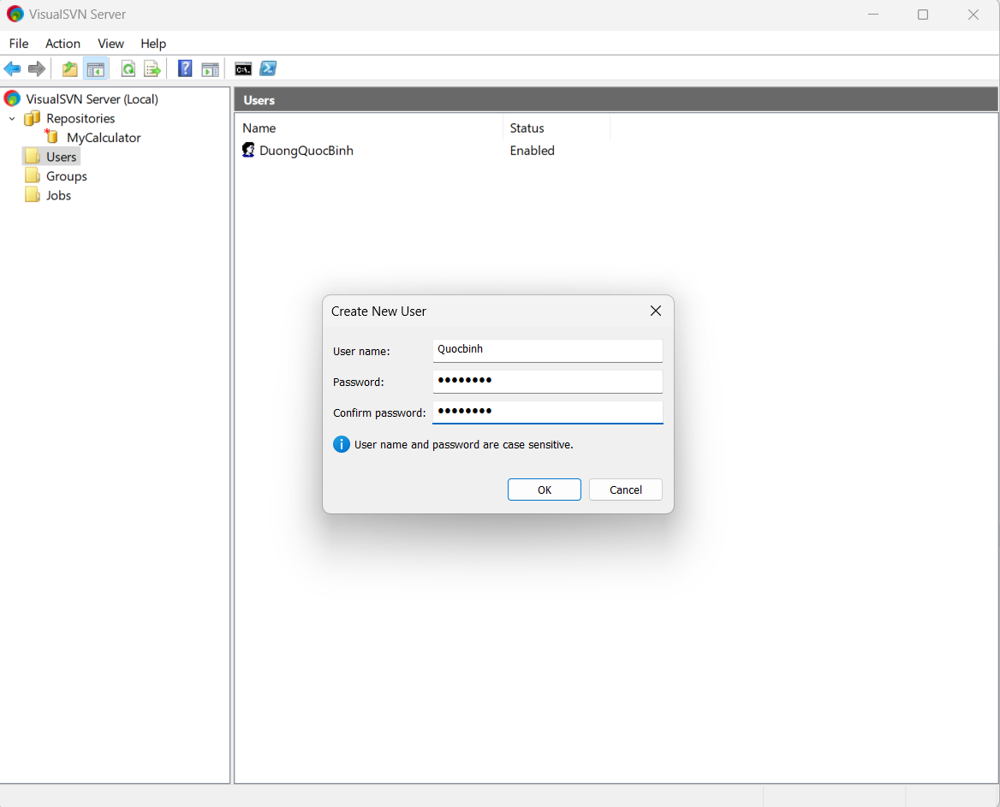 VisualSVN Server
File Action View Help
VisualSVN Server (Local)
Repositories
MyCalculator
Users
Groups
Jobs
Users
Name Status
DuongQuocBinh Enabled
Create New User
User name: Quocbinh
Password: ●●●●●●●●
Confirm password: ●●●●●●●●
User name and password are case sensitive.
OK Cancel